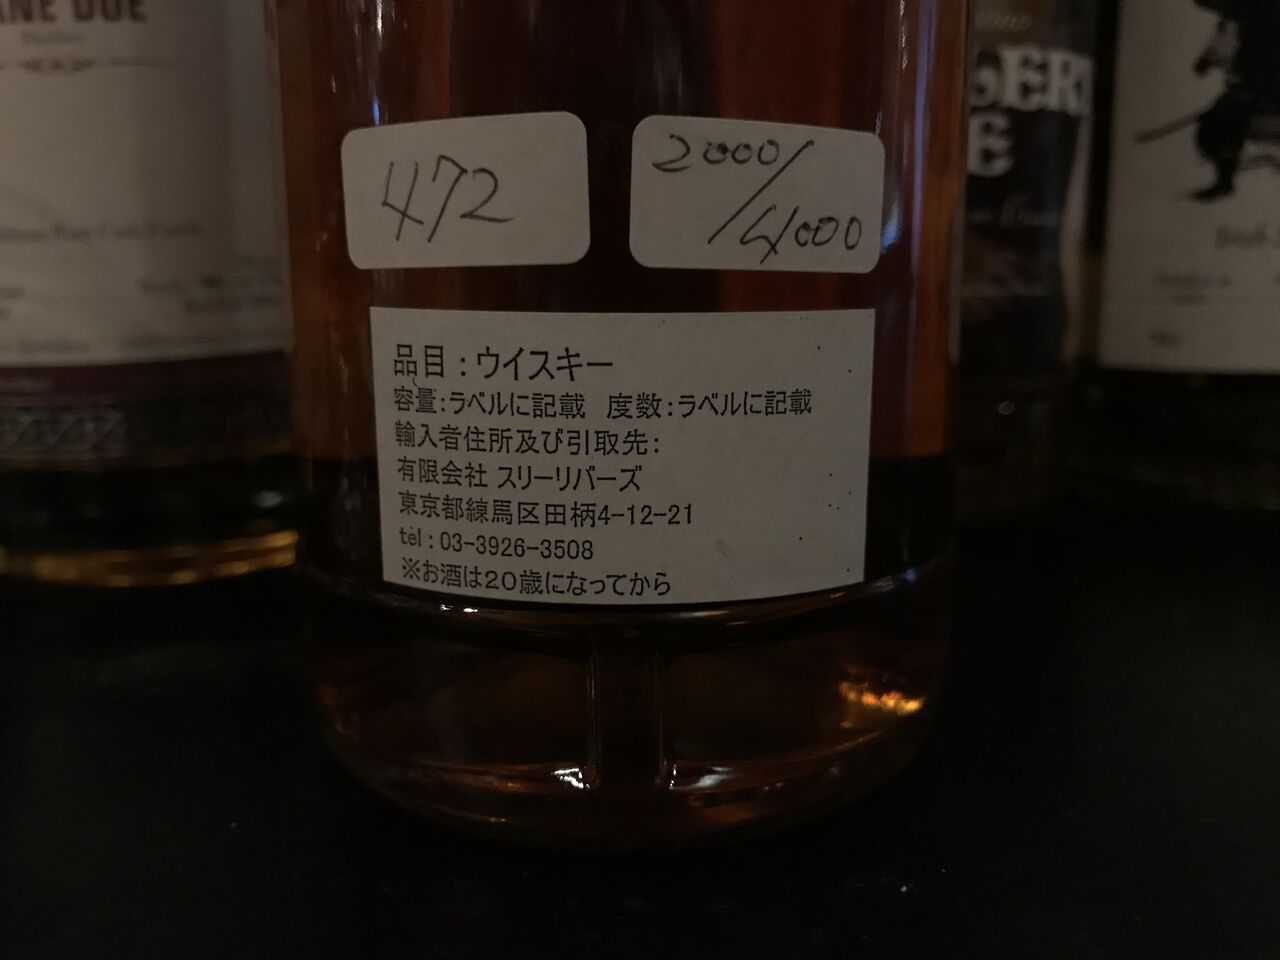 ANE DOE
472
2000/4000
品目:ウイスキー
容量:ラベルに記載 度数:ラベルに記載
輸入者住所及び引取先:
有限会社 スリーリバーズ
東京都練馬区田柄4-12-21
tel:03-3926-3508
※お酒は20歳になってから